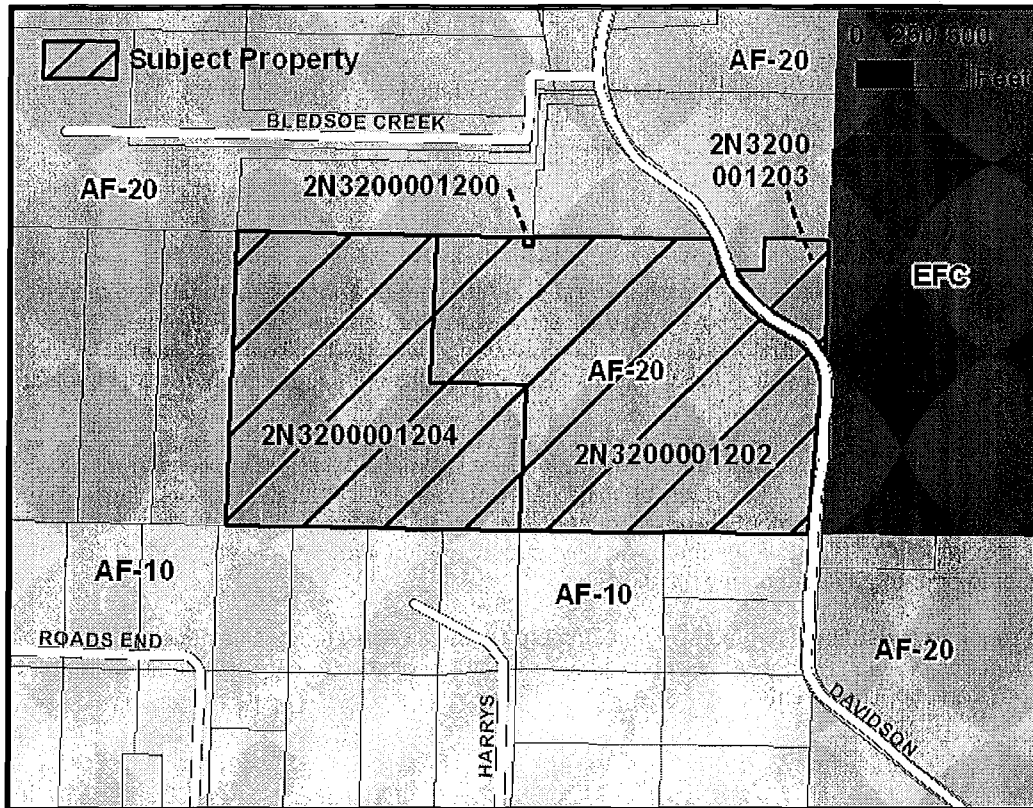 Subject Property
AF-20
0 250 500
Feet
BLEDSOE CREEK
2N3200
001203
2N3200001200
AF-20
EFC
AF-20
2N3200001204
2N3200001202
AF-10
AF-10
ROADS END
AF-20
HARRYS
DAVIDSON